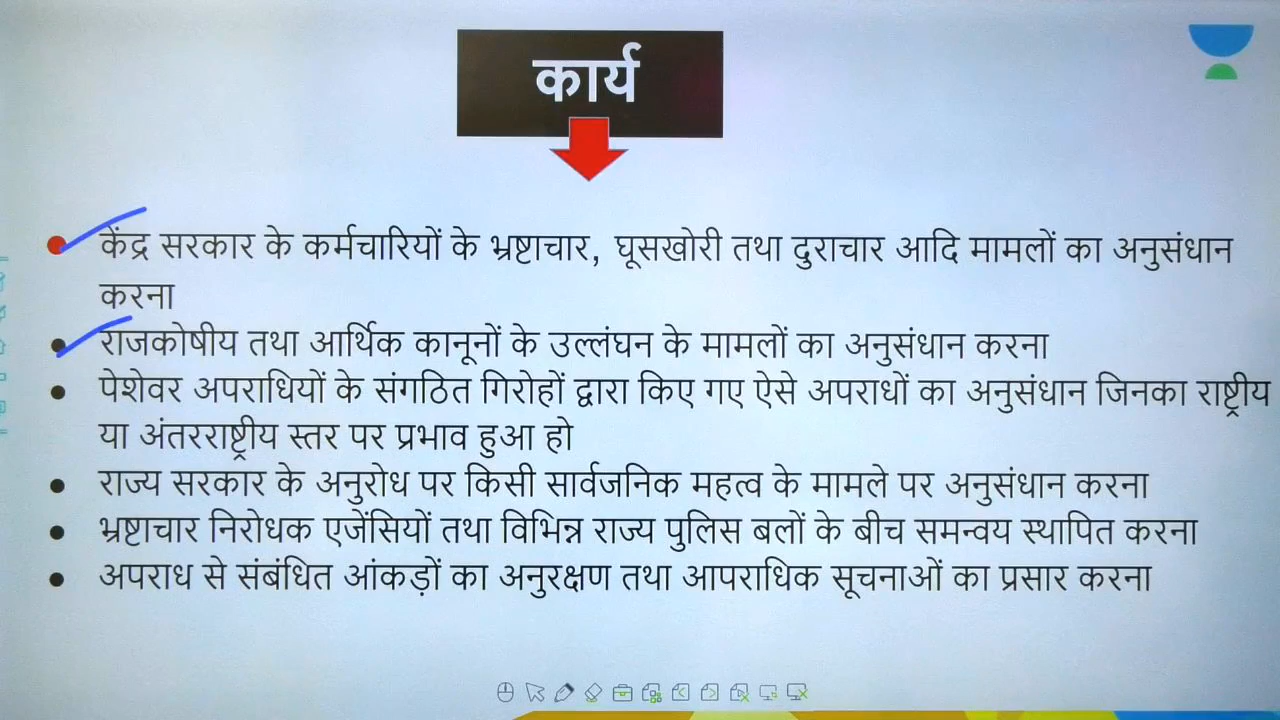 कार्य
केंद्र सरकार के कर्मचारियों के भ्रष्टाचार, घूसखोरी तथा दुराचार आदि मामलों का अनुसंधान
करना
राजकोषीय तथा आर्थिक कानूनों के उल्लंघन के मामलों का अनुसंधान करना
पेशेवर अपराधियों के संगठित गिरोहों द्वारा किए गए ऐसे अपराधों का अनुसंधान जिनका राष्ट्रीय
या अंतरराष्ट्रीय स्तर पर प्रभाव हुआ हो
राज्य सरकार के अनुरोध पर किसी सार्वजनिक महत्व के मामले पर अनुसंधान करना
भ्रष्टाचार निरोधक एजेंसियों तथा विभिन्न राज्य पुलिस बलों के बीच समन्वय स्थापित करना
अपराध से संबंधित आंकड़ों का अनुरक्षण तथा आपराधिक सूचनाओं का प्रसार करना